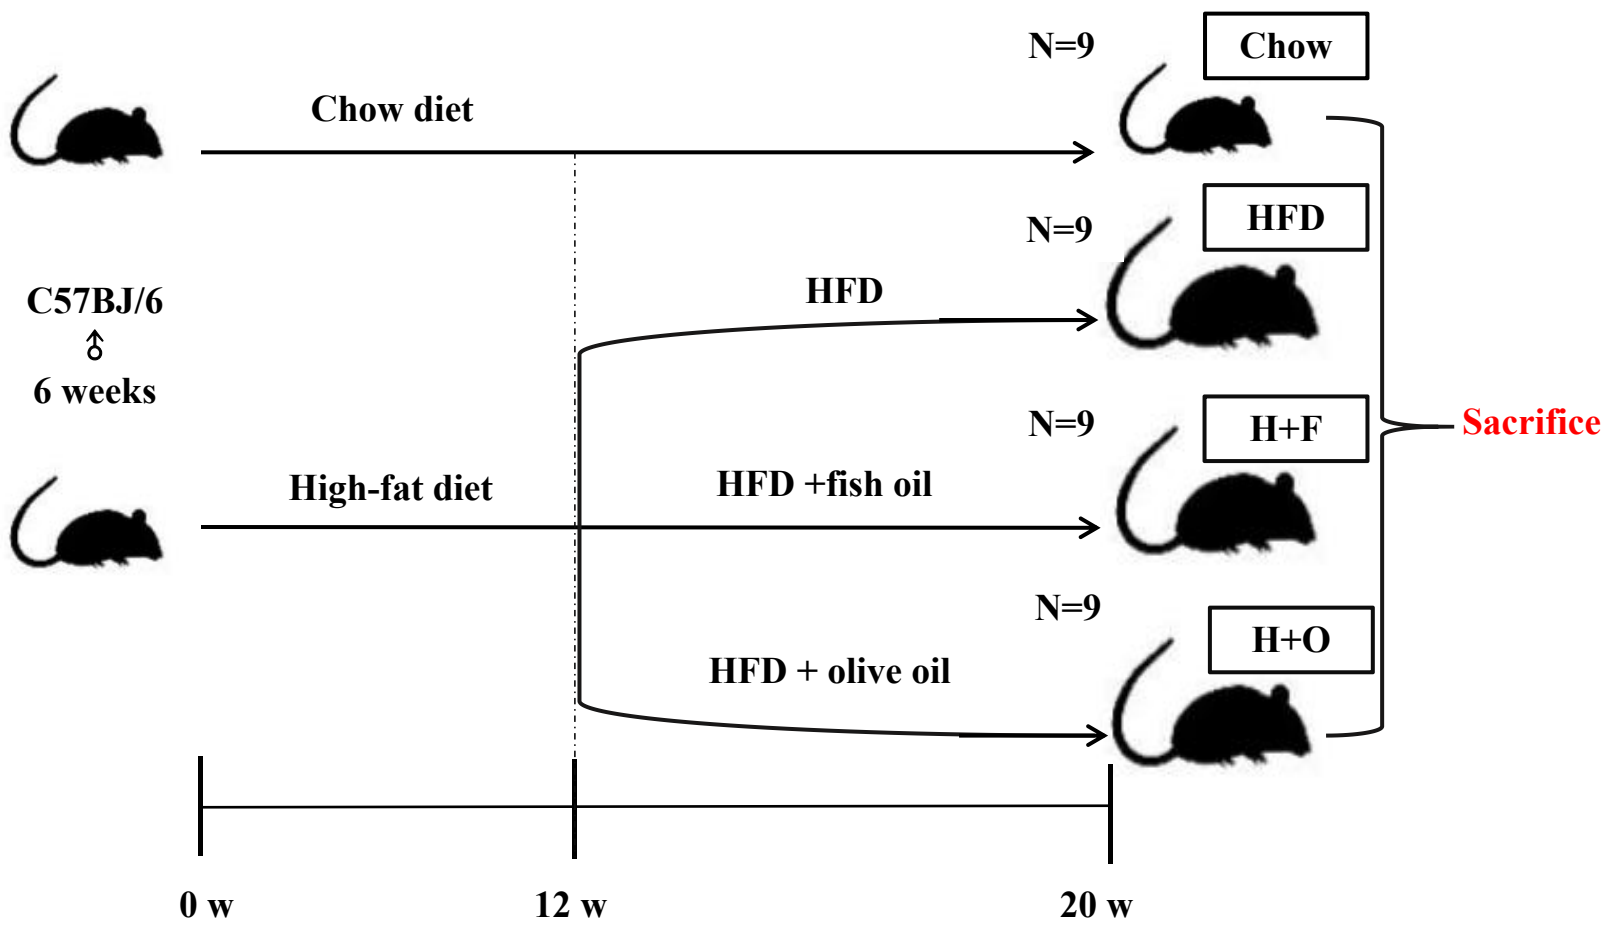 N=9
Chow
Chow diet
N=9
HFD
C57BJ/6
♂
6 weeks
HFD
N=9
H+F
Sacrifice
High-fat diet
HFD +fish oil
N=9
H+O
HFD + olive oil
0 w
12 w
20 w